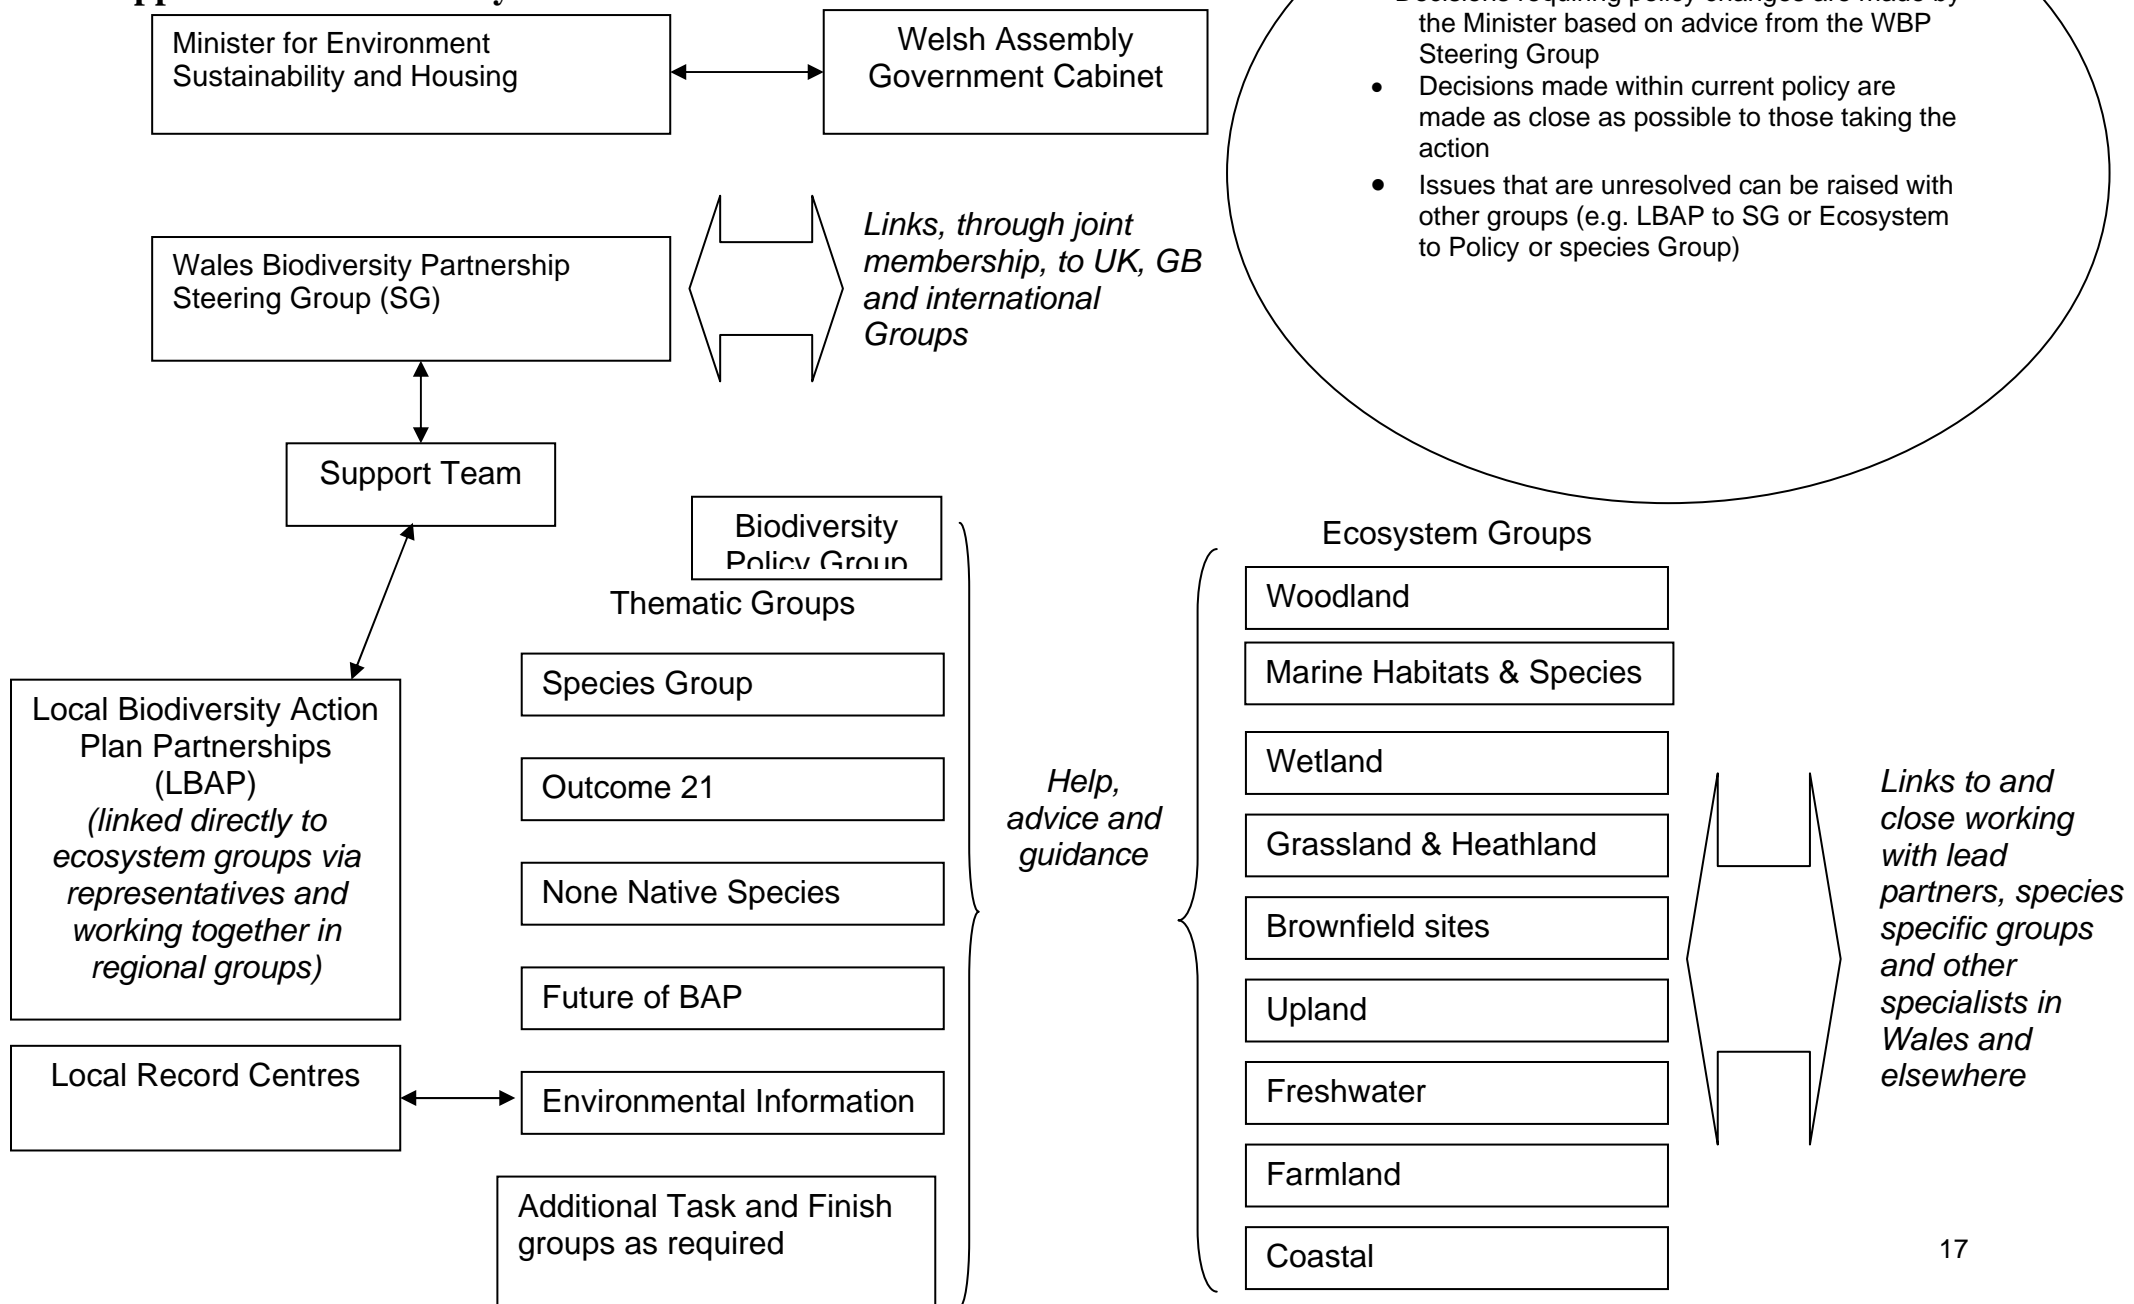 Minister for Environment
Sustainability and Housing
Welsh Assembly
Government Cabinet
the Minister based on advice from the WBP
Steering Group
• Decisions made within current policy are
made as close as possible to those taking the
action
• Issues that are unresolved can be raised with
other groups (e.g. LBAP to SG or Ecosystem
to Policy or species Group)
Wales Biodiversity Partnership
Steering Group (SG)
Links, through joint
membership, to UK, GB
and international
Groups
Support Team
Biodiversity
Policy Group
Thematic Groups
Species Group
Outcome 21
None Native Species
Future of BAP
Environmental Information
Additional Task and Finish
groups as required
Local Biodiversity Action
Plan Partnerships
(LBAP)
(linked directly to
ecosystem groups via
representatives and
working together in
regional groups)
Local Record Centres
Help,
advice and
guidance
Ecosystem Groups
Woodland
Marine Habitats & Species
Wetland
Grassland & Heathland
Brownfield sites
Upland
Freshwater
Farmland
Coastal
Links to and
close working
with lead
partners, species
specific groups
and other
specialists in
Wales and
elsewhere
17